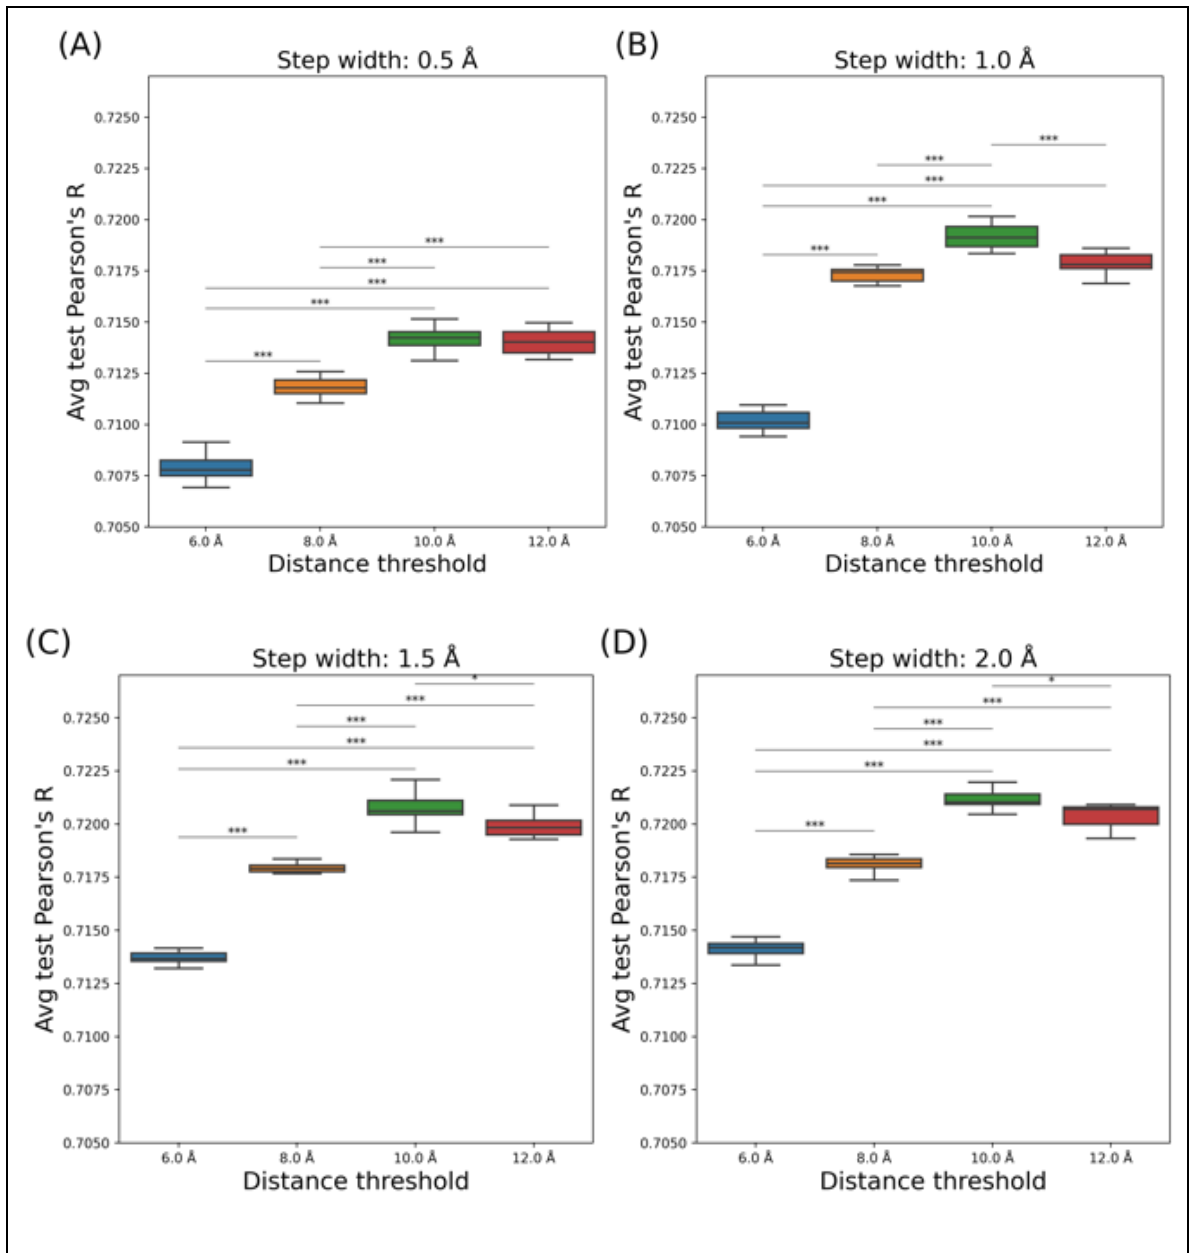 (A)
Step width: 0.5 Å
Avg test Pearson's R
0.7250
0.7225
0.7200
0.7175
0.7150
0.7125
0.7100
0.7075
0.7050
***
***
***
***
***
6.0 Å 8.0 Å 10.0 Å 12.0 Å
Distance threshold
(B)
Step width: 1.0 Å
Avg test Pearson's R
0.7250
0.7225
0.7200
0.7175
0.7150
0.7125
0.7100
0.7075
0.7050
***
***
***
***
***
6.0 Å 8.0 Å 10.0 Å 12.0 Å
Distance threshold
(C)
Step width: 1.5 Å
Avg test Pearson's R
0.7250
0.7225
0.7200
0.7175
0.7150
0.7125
0.7100
0.7075
0.7050
*
***
***
***
***
***
6.0 Å 8.0 Å 10.0 Å 12.0 Å
Distance threshold
(D)
Step width: 2.0 Å
Avg test Pearson's R
0.7250
0.7225
0.7200
0.7175
0.7150
0.7125
0.7100
0.7075
0.7050
*
***
***
***
***
***
6.0 Å 8.0 Å 10.0 Å 12.0 Å
Distance threshold